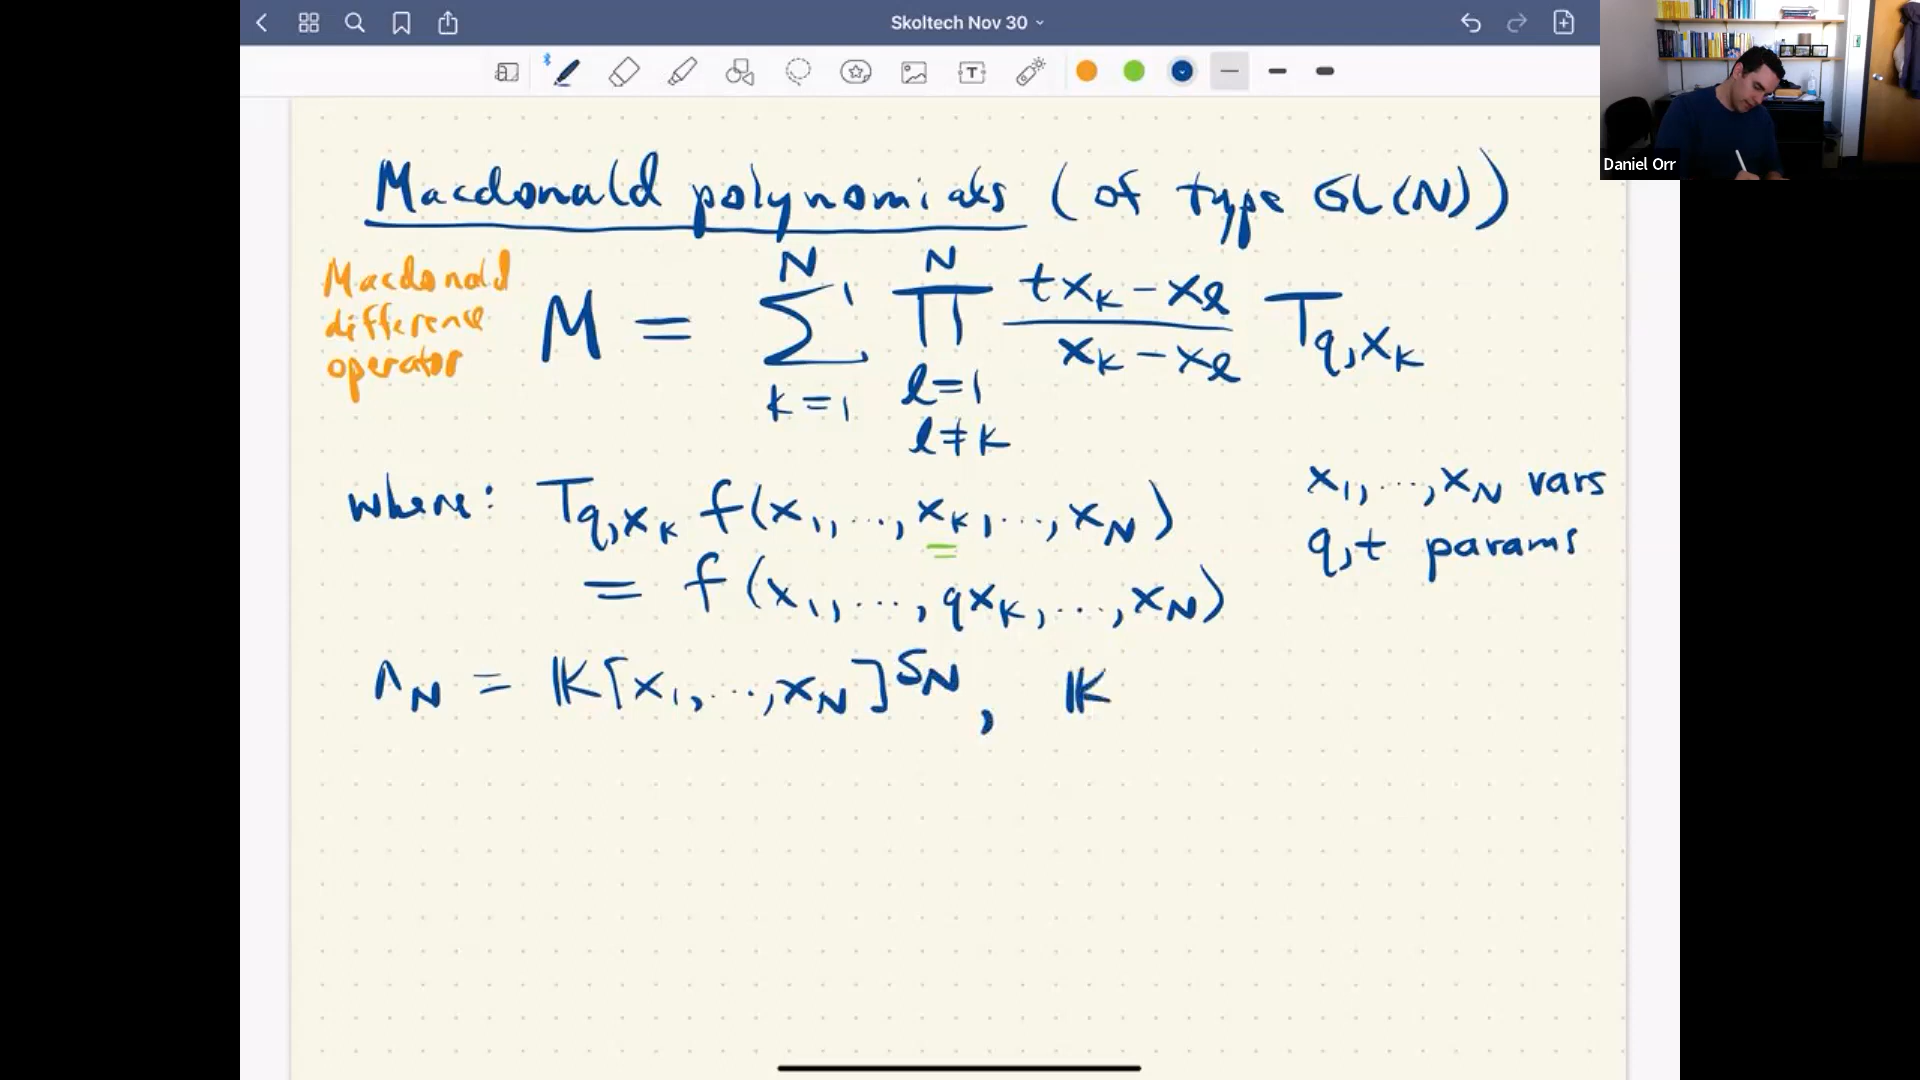 Skoltech Nov 30
Daniel Orr
Macdonald polynomials (of type GL(N))
Macdonald
difference
operator
M = ∑_{k=1}^{N} ∏_{l=1, l≠k}^{N} (tx_k - x_l)/(x_k - x_l) T_{q,x_k}
where: T_{q,x_k} f(x_1, ..., x_k, ..., x_N)
= f(x_1, ..., qx_k, ..., x_N)
x_1, ..., x_N vars
q,t params
Λ_N = 𝕂[x_1, ..., x_N]^{S_N}, 𝕂